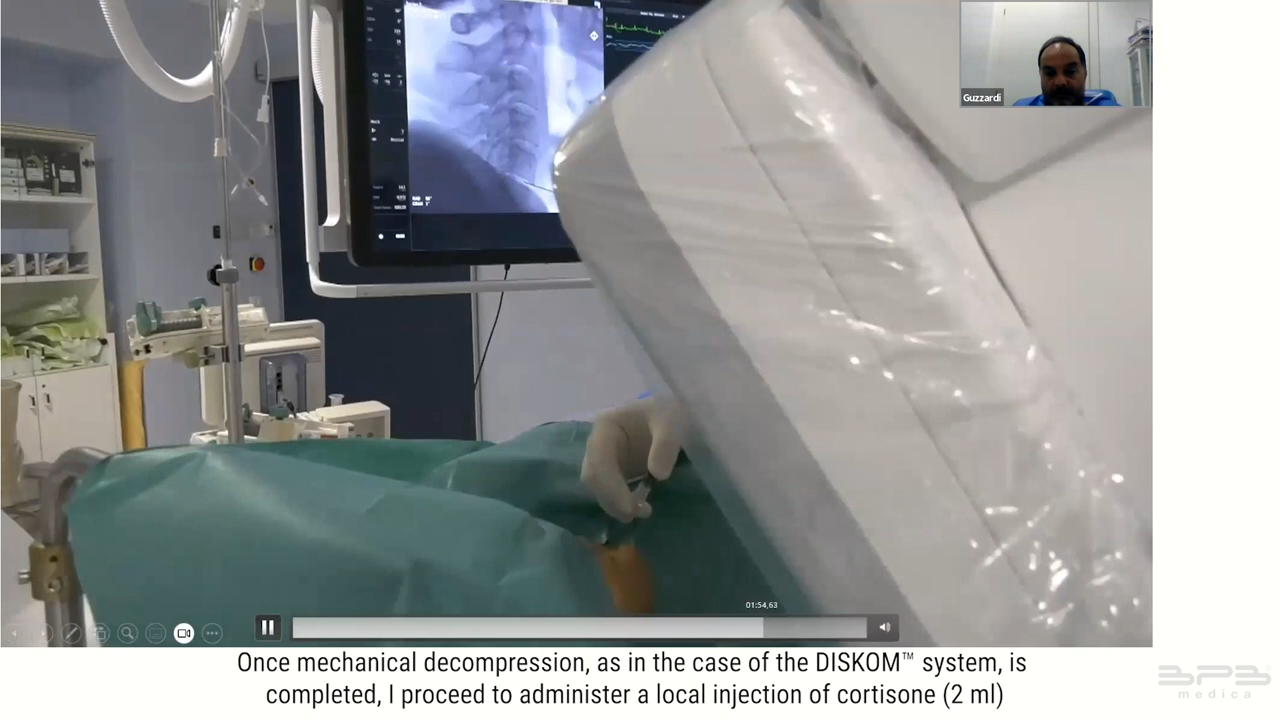 Guzzardi
01:54,63
Once mechanical decompression, as in the case of the DISKOM™ system, is
completed, I proceed to administer a local injection of cortisone (2 ml)
BPB
medica